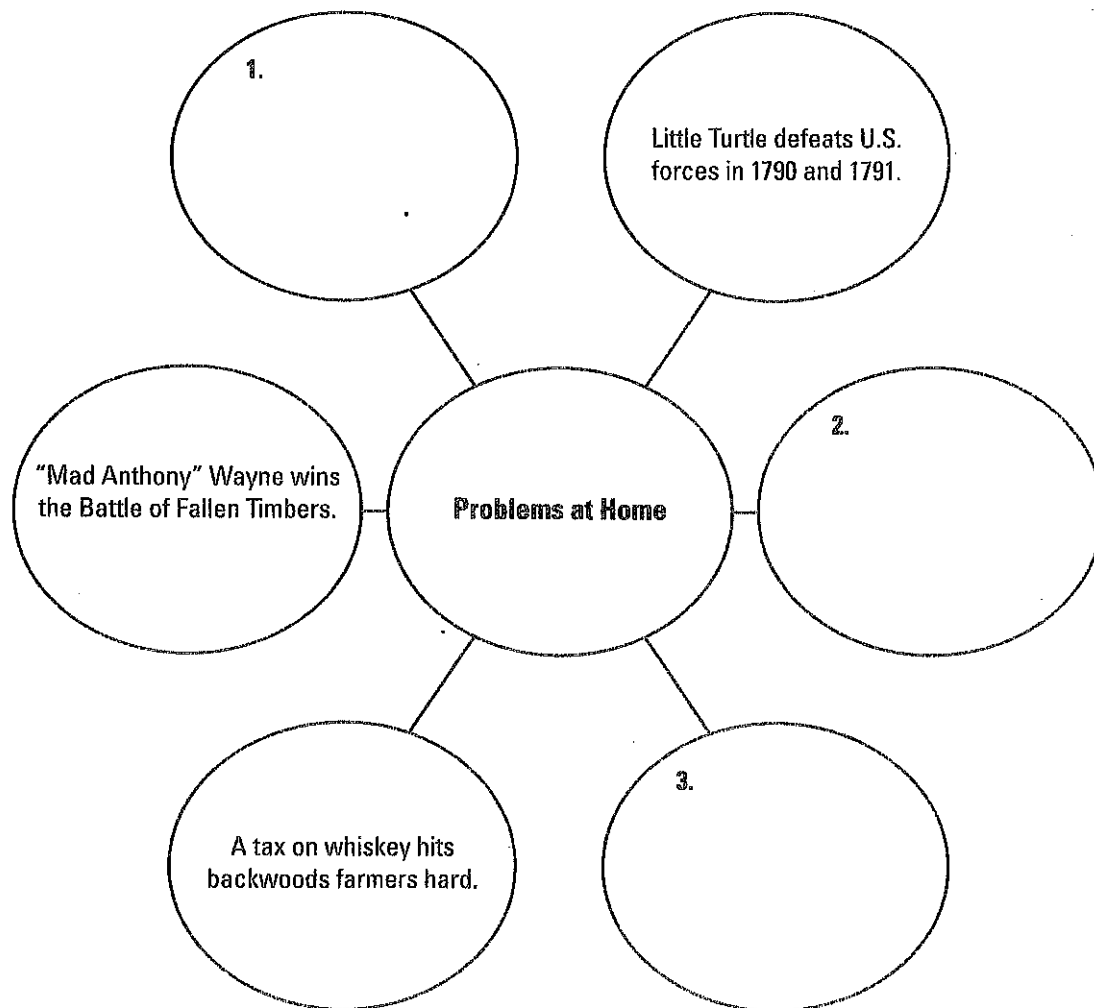 1.
Little Turtle defeats U.S.
forces in 1790 and 1791.
"Mad Anthony" Wayne wins
the Battle of Fallen Timbers.
Problems at Home
2.
A tax on whiskey hits
backwoods farmers hard.
3.